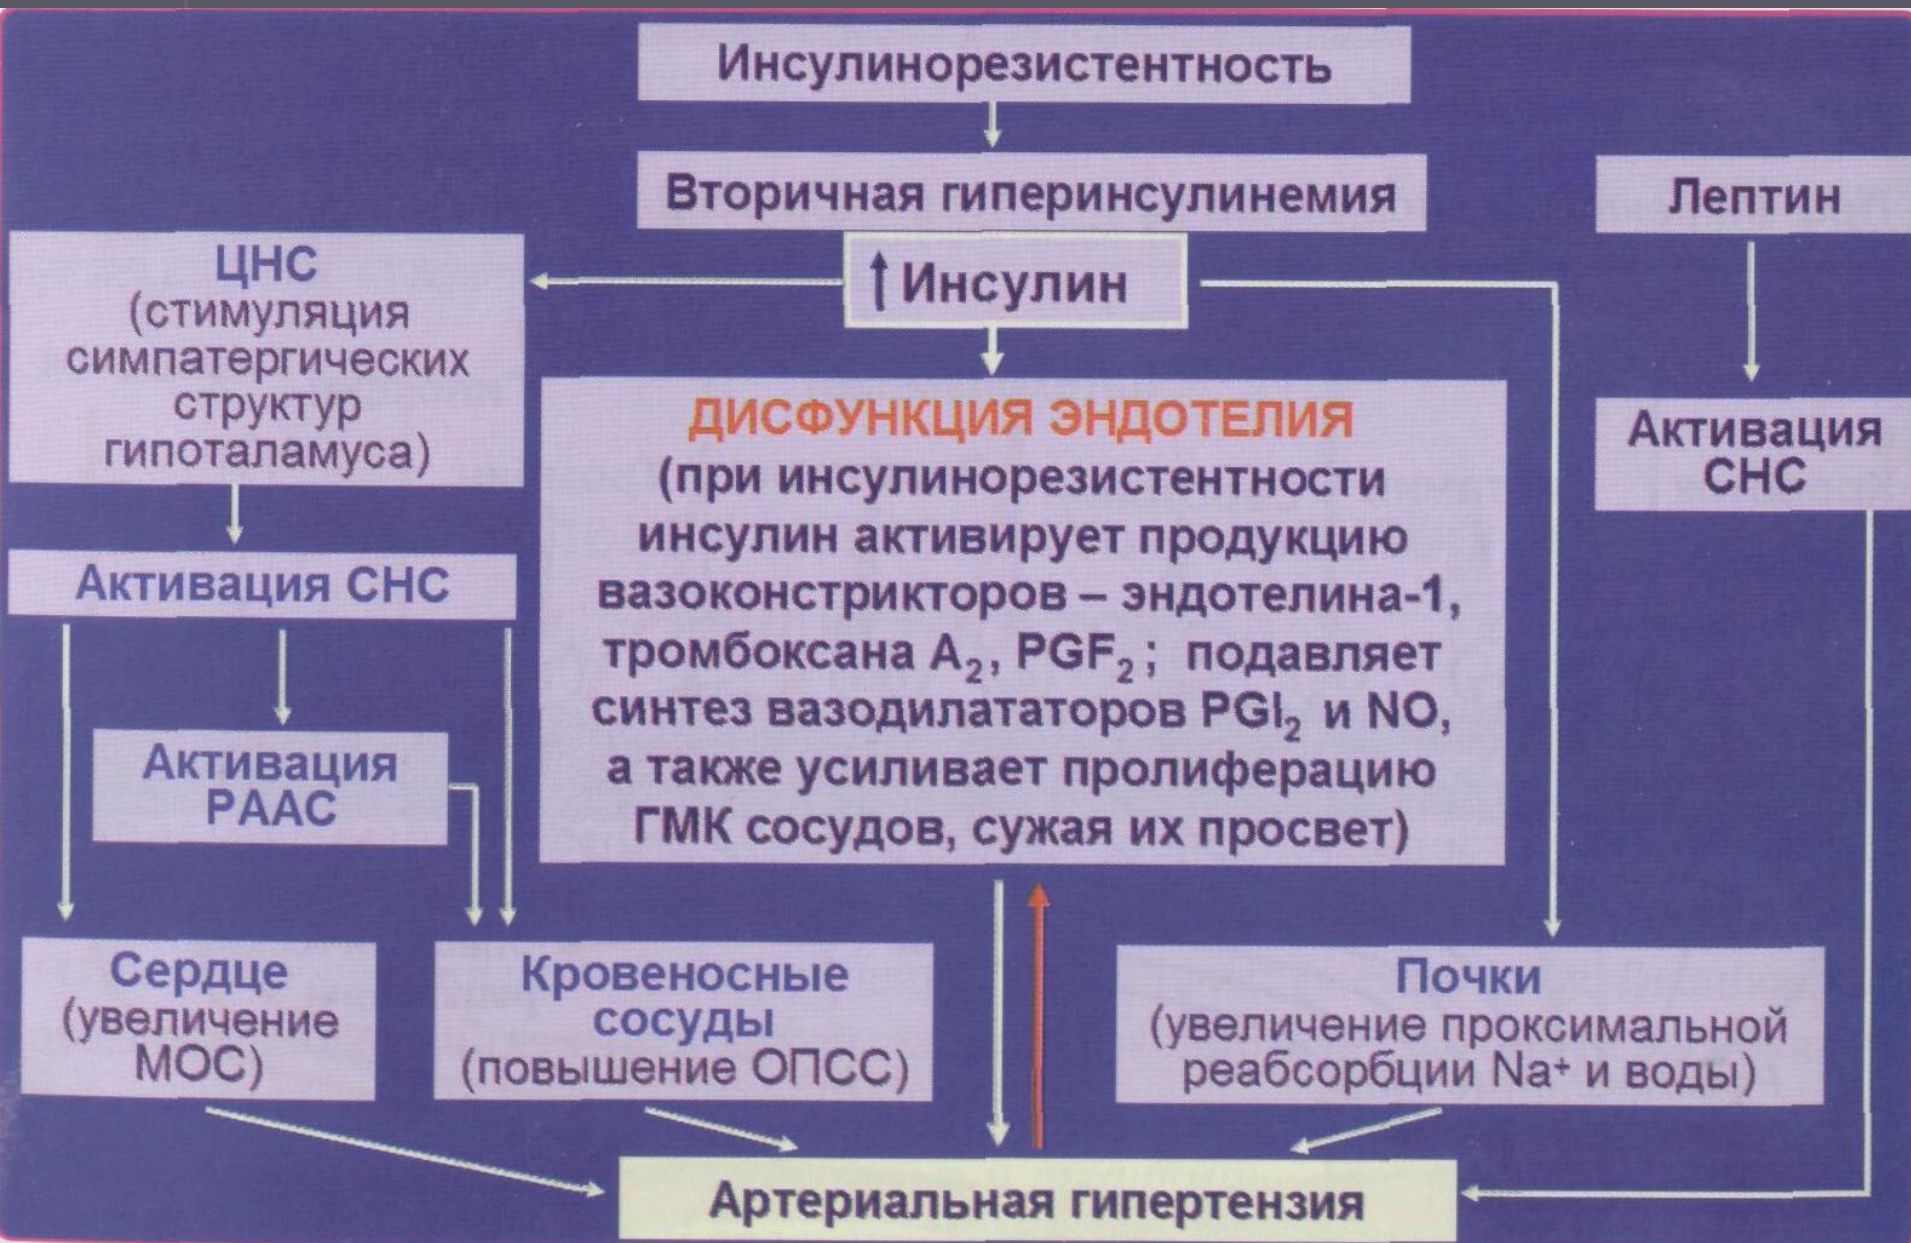 Инсулинорезистентность
Вторичная гиперинсулинемия
Лептин
ЦНС
(стимуляция
симпатергических
структур
гипоталамуса)
↑ Инсулин
ДИСФУНКЦИЯ ЭНДОТЕЛИЯ
(при инсулинорезистентности
инсулин активирует продукцию
вазоконстрикторов – эндотелина-1,
тромбоксана А₂, PGF₂ ; подавляет
синтез вазодилататоров PGI₂ и NO,
а также усиливает пролиферацию
ГМК сосудов, сужая их просвет)
Активация
СНС
Активация СНС
Активация
РААС
Сердце
(увеличение
МОС)
Кровеносные
сосуды
(повышение ОПСС)
Почки
(увеличение проксимальной
реабсорбции Na⁺ и воды)
Артериальная гипертензия